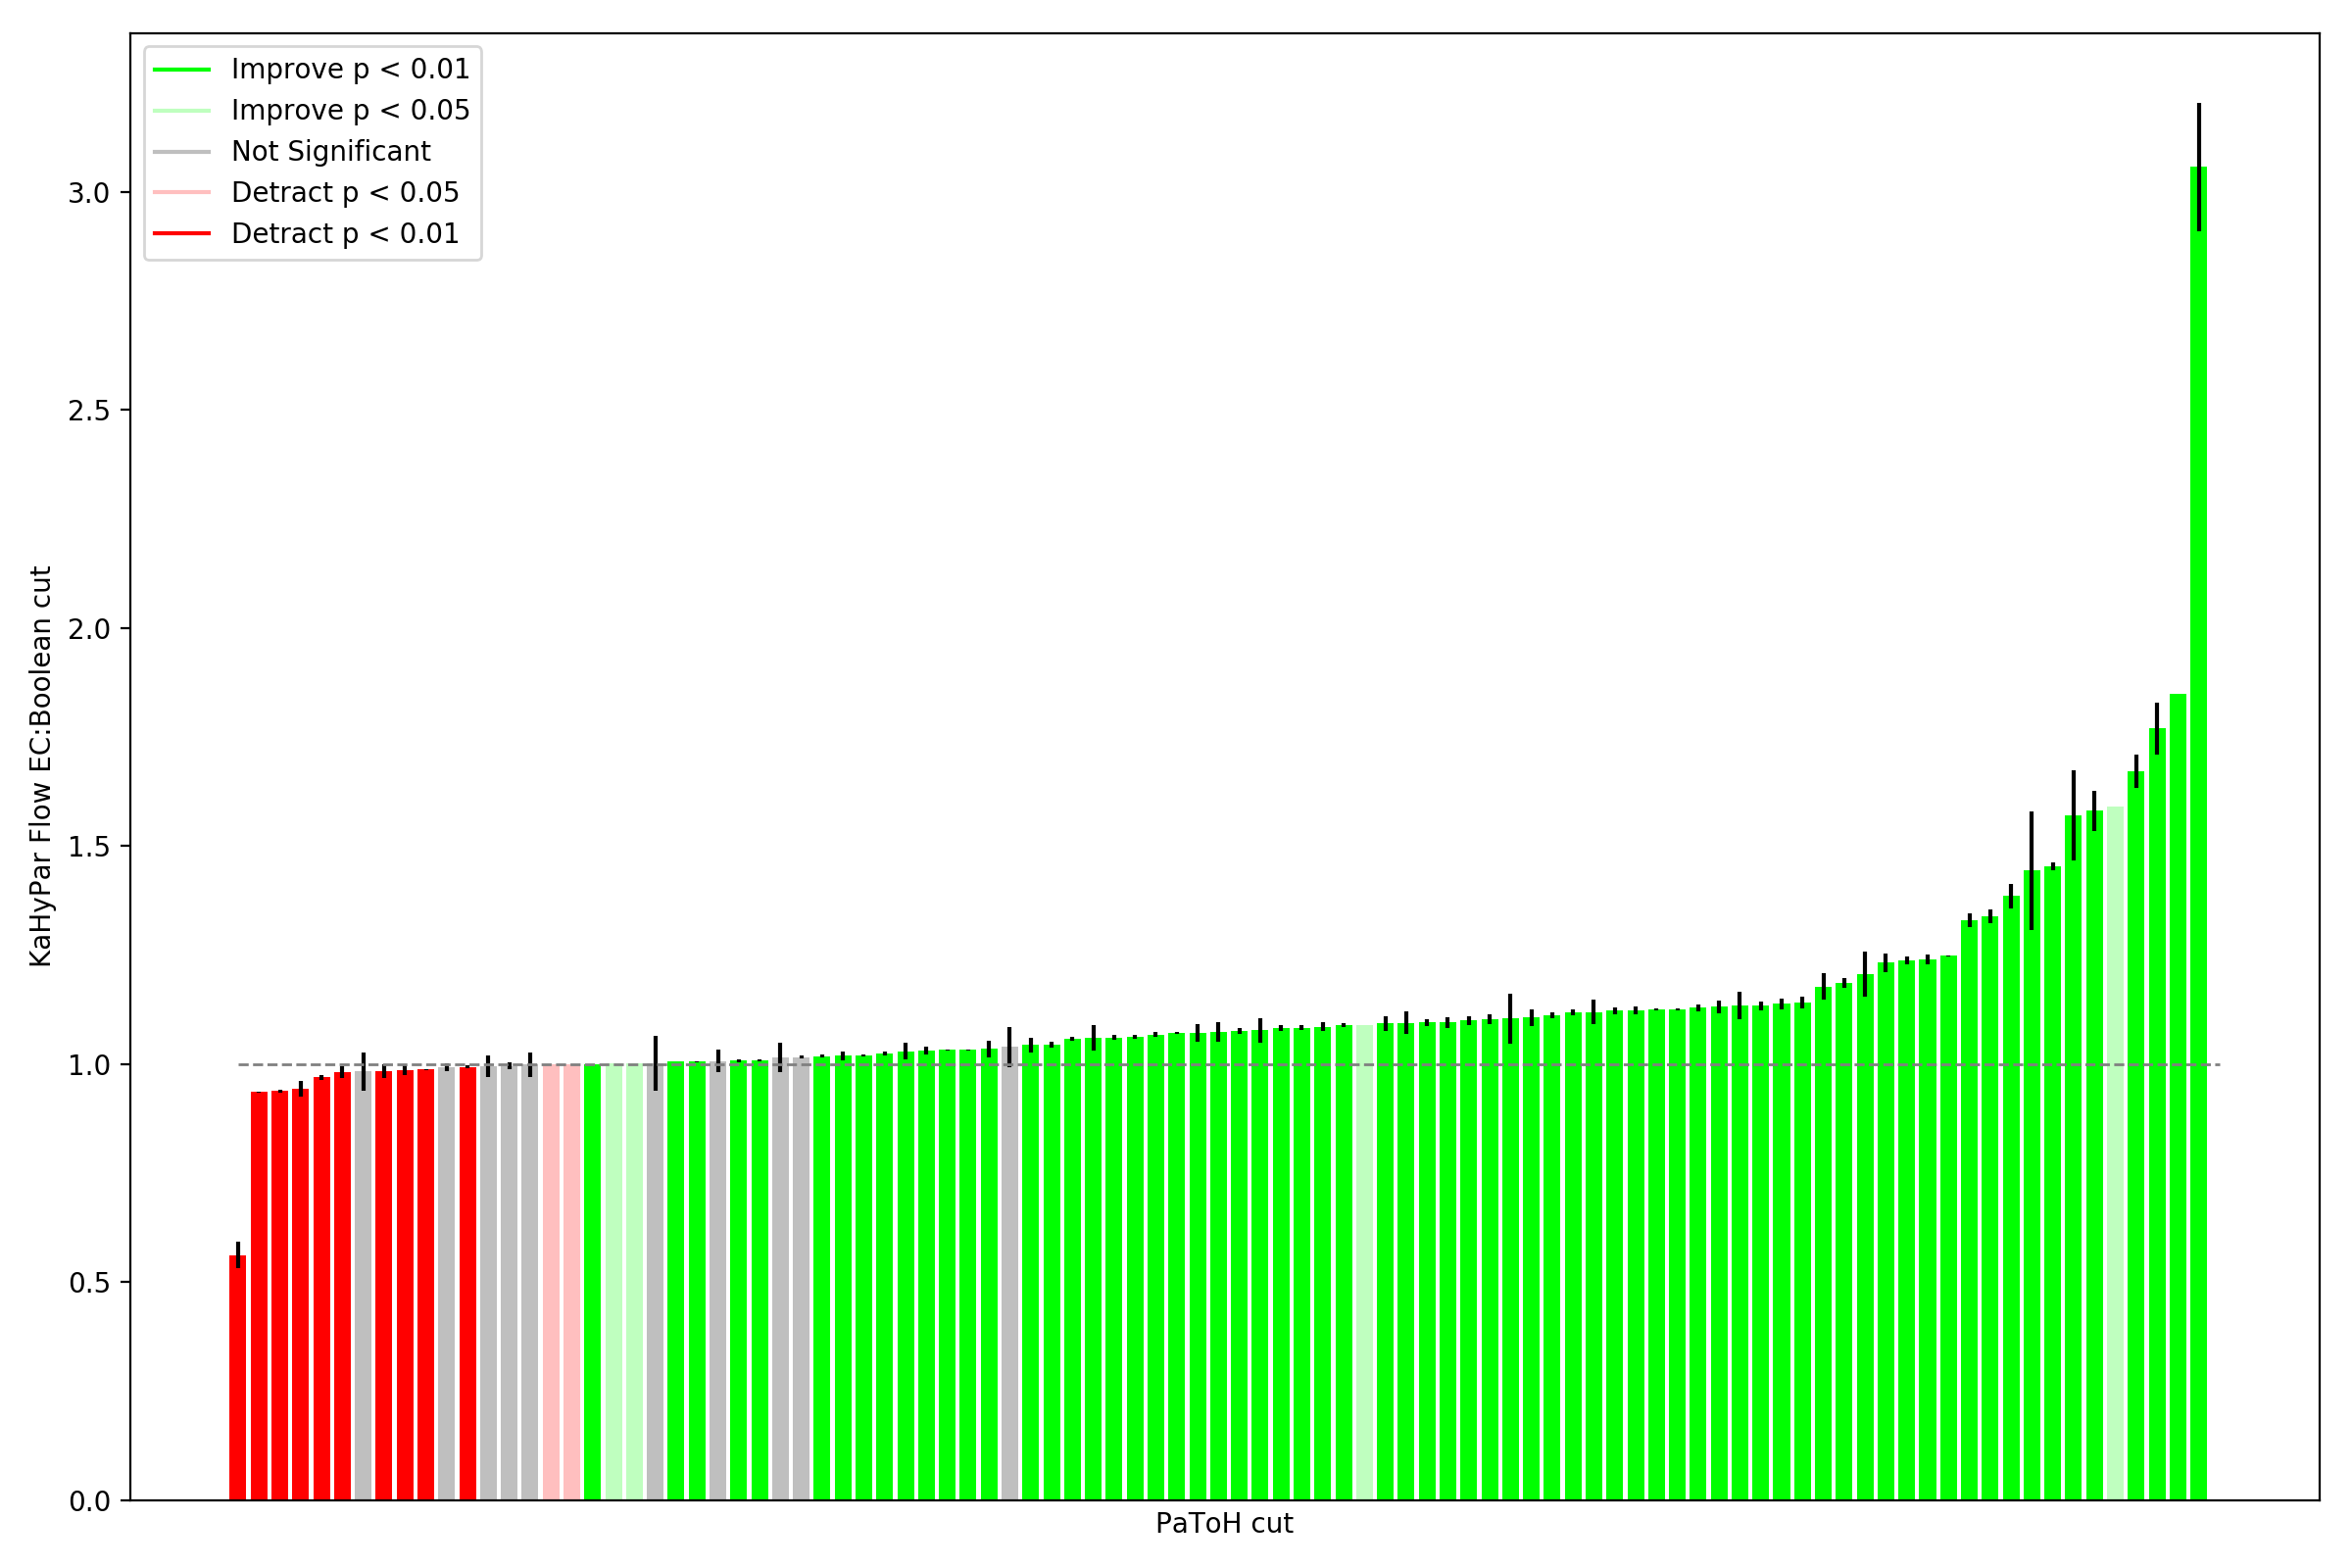 Improve p < 0.01
Improve p < 0.05
Not Significant
Detract p < 0.05
Detract p < 0.01
KaHyPar Flow EC:Boolean cut
3.0
2.5
2.0
1.5
1.0
0.5
0.0
PaToH cut